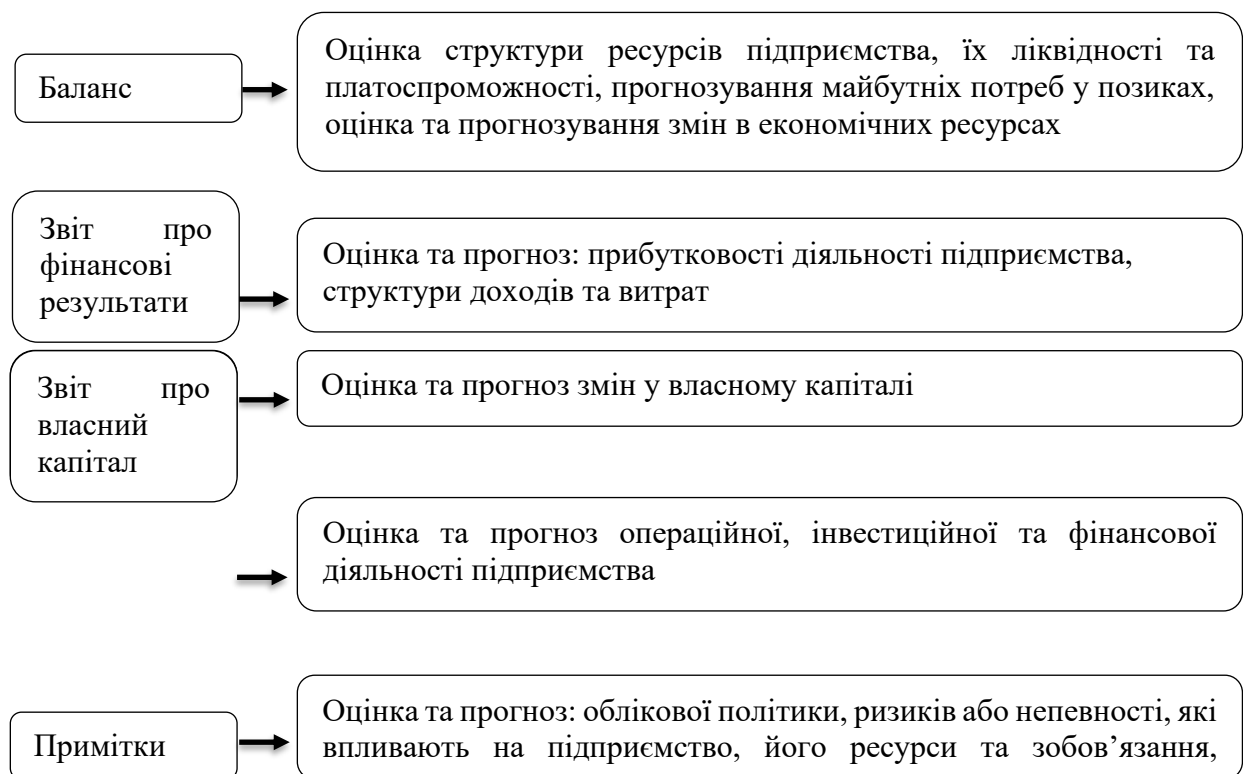 Баланс
Оцінка структури ресурсів підприємства, їх ліквідності та
платоспроможності, прогнозування майбутніх потреб у позиках,
оцінка та прогнозування змін в економічних ресурсах
Звіт про
фінансові
результати
Оцінка та прогноз: прибутковості діяльності підприємства,
структури доходів та витрат
Звіт про
власний
капітал
Оцінка та прогноз змін у власному капіталі
Оцінка та прогноз операційної, інвестиційної та фінансової
діяльності підприємства
Примітки
Оцінка та прогноз: облікової політики, ризиків або непевності, які
впливають на підприємство, його ресурси та зобов’язання,